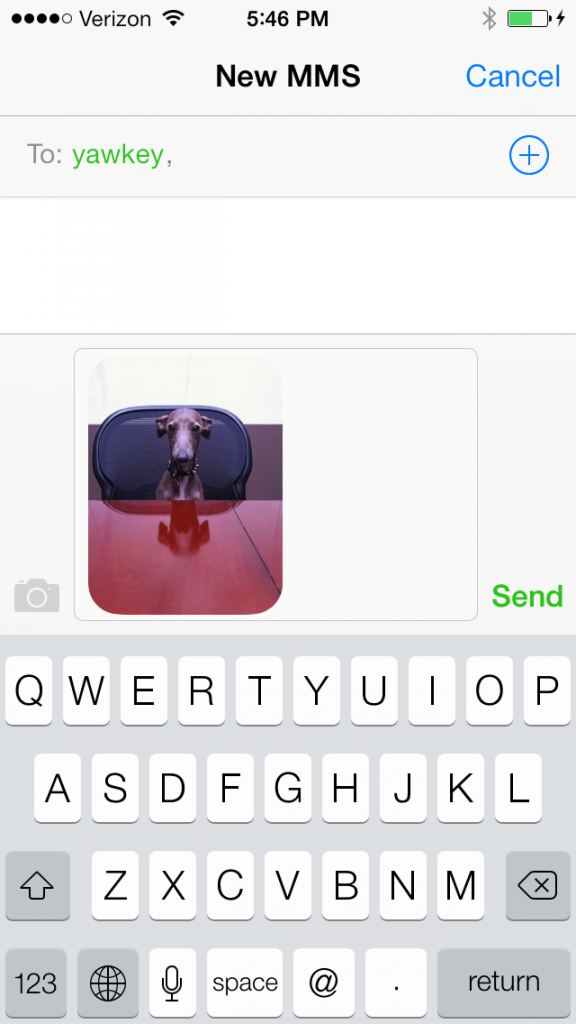 Verizon 5:46 PM
New MMS Cancel
To: yawkey,
Send
Q W E R T Y U I O P
A S D F G H J K L
Z X C V B N M
123 space @ . return